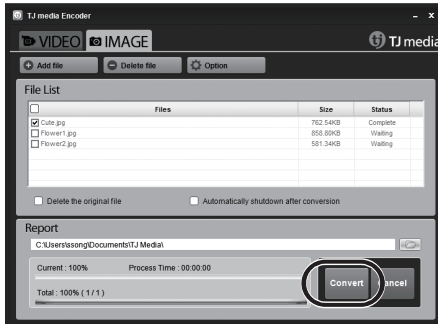 TJ media Encoder
VIDEO IMAGE TJ media
Add file Delete file Option
File List
Files Size Status
Cute.jpg 762.54KB Complete
Flower1.jpg 858.80KB Waiting
Flower2.jpg 581.34KB Waiting
Delete the original file Automatically shutdown after conversion
Report
C:\Users\ssong\Documents\TJ Media\
Current : 100% Process Time : 00:00:00
Convert Cancel
Total : 100% ( 1 / 1 )